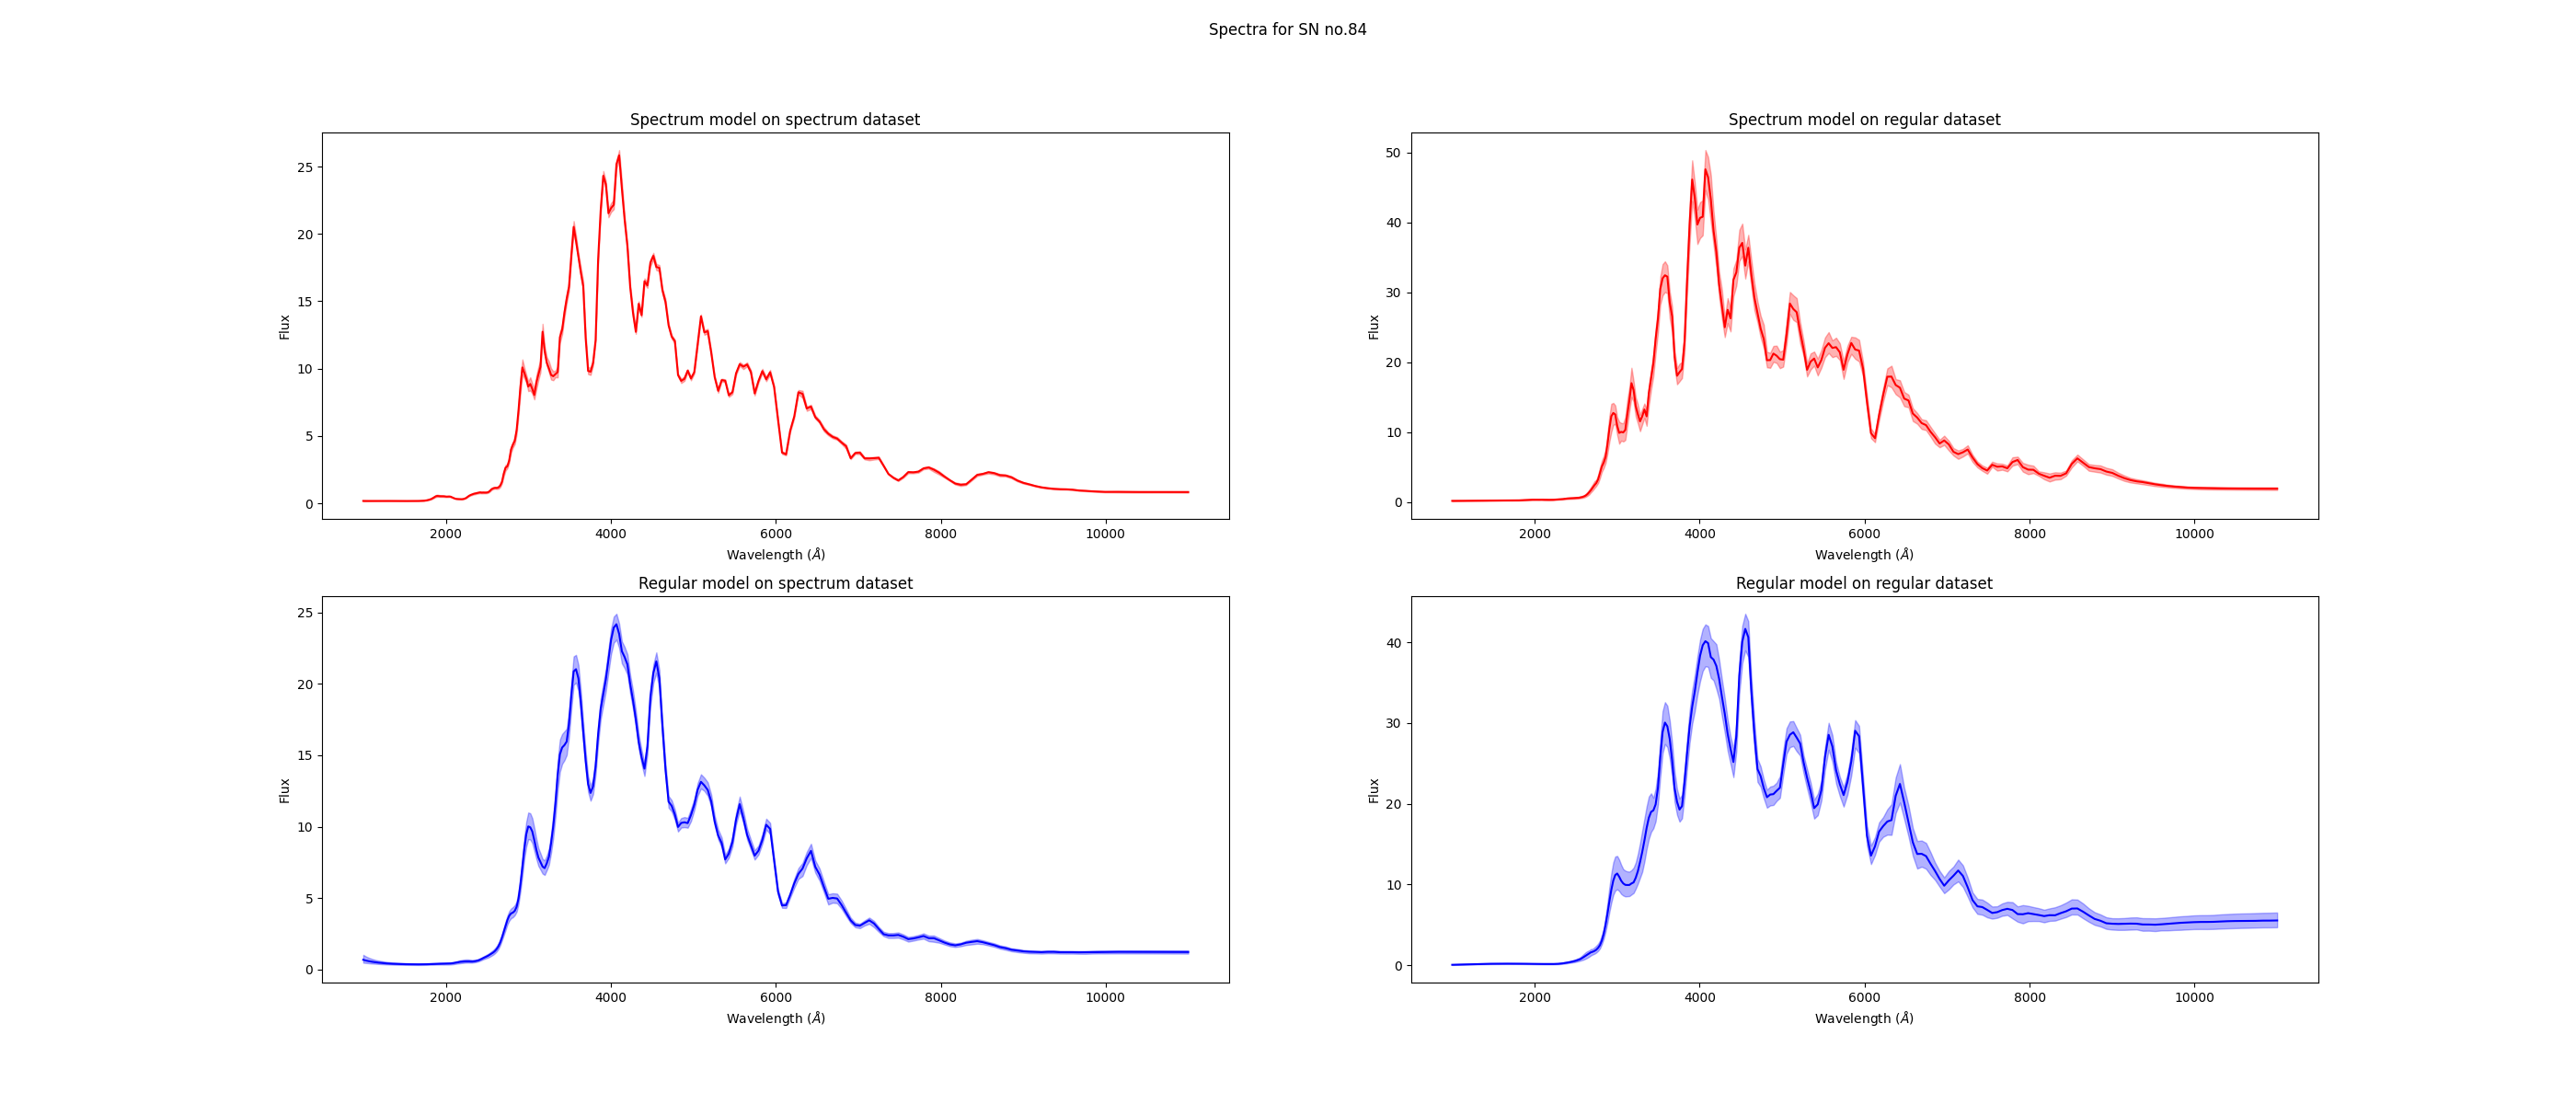 Spectra for SN no.84
Spectrum model on spectrum dataset
25
20
15
10
5
0
Flux
2000 4000 6000 8000 10000
Wavelength (Å)
Spectrum model on regular dataset
50
40
30
20
10
0
Flux
2000 4000 6000 8000 10000
Wavelength (Å)
Regular model on spectrum dataset
25
20
15
10
5
0
Flux
2000 4000 6000 8000 10000
Wavelength (Å)
Regular model on regular dataset
40
30
20
10
0
Flux
2000 4000 6000 8000 10000
Wavelength (Å)